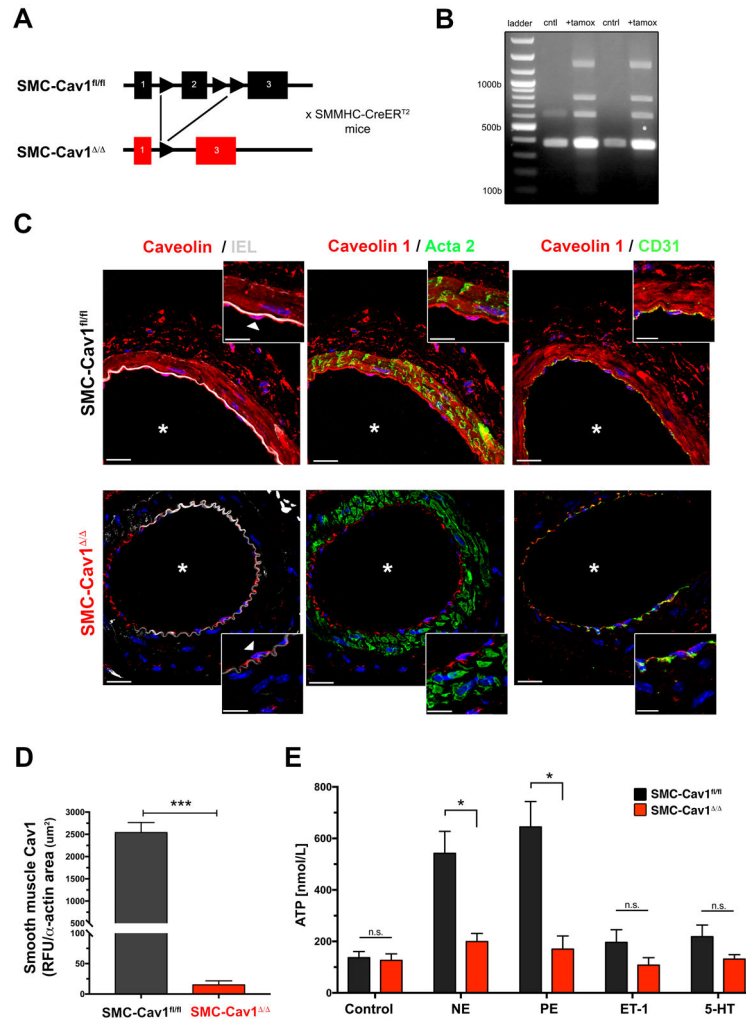 A
SMC-Cav1fl/fl
1 2 3
x SMMHC-CreERT2
mice
SMC-Cav1Δ/Δ
1 3
B
ladder cntl +tamox cntrl +tamox
1000b
500b
100b
C
Caveolin / IEL
Caveolin 1 / Acta 2
Caveolin 1 / CD31
SMC-Cav1fl/fl
* * *
SMC-Cav1Δ/Δ
* * *
D
Smooth muscle Cav1
(RFU/α-actin area (um²)
3000
2500
2000
1500
1000
500
100
50
25
0
***
SMC-Cav1fl/fl SMC-Cav1Δ/Δ
E
ATP [nmol/L]
800
600
400
200
0
SMC-Cav1fl/fl
SMC-Cav1Δ/Δ
n.s. * * n.s. n.s.
Control NE PE ET-1 5-HT